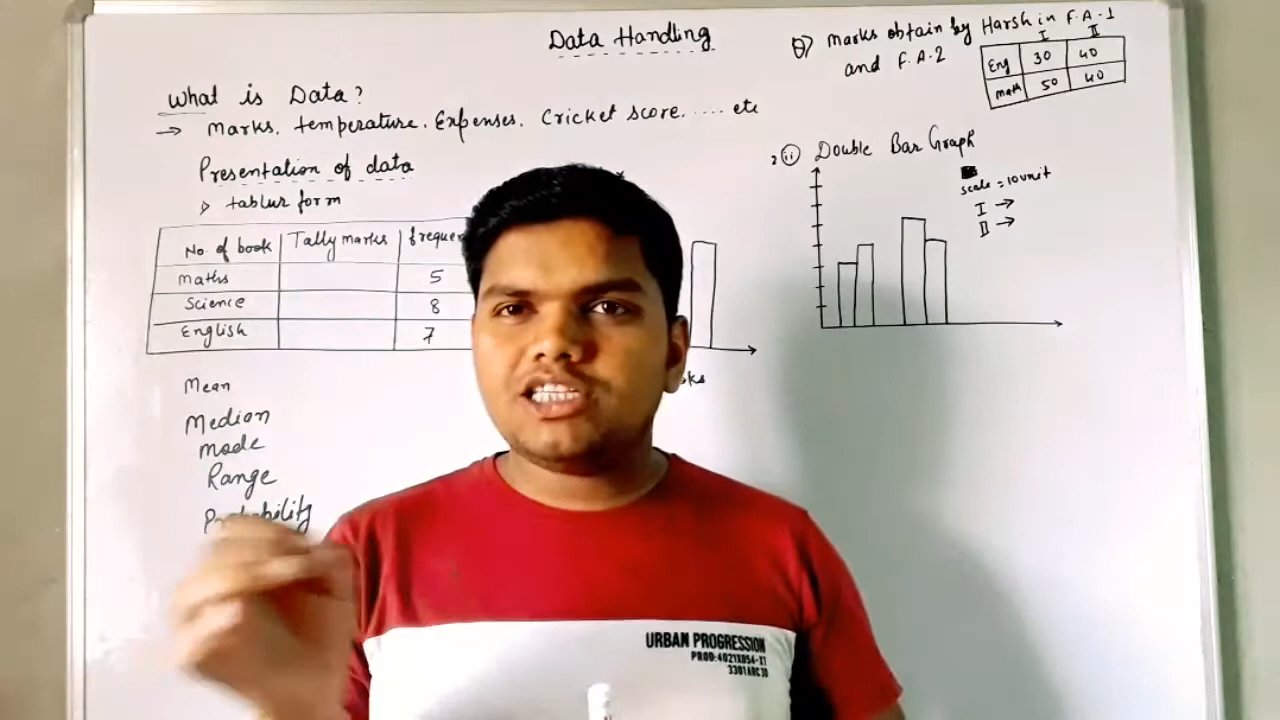 Data Handling
Q) marks obtain by Harsh in F.A-1
and F.A.2
I II
Eng 30 40
math 50 40
What is Data?
→ Marks, temperature. Expenses. Cricket score, .... etc
Presentation of data
tablur form
No. of book Tally marks frequen
maths 5
Science 8
English 7
ii Double Bar Graph
scale = 10 unit
I →
II →
Mean
Median
mode
Range
Probability
URBAN PROGRESSION